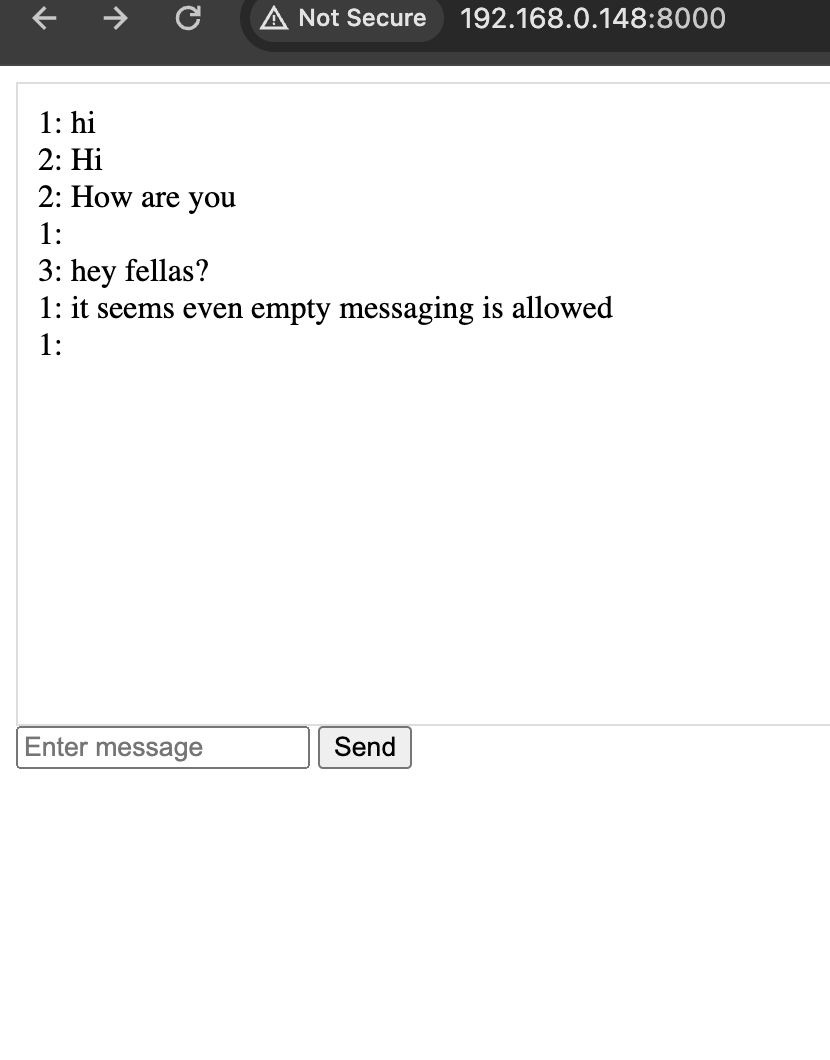 Not Secure 192.168.0.148:8000
1: hi
2: Hi
2: How are you
1:
3: hey fellas?
1: it seems even empty messaging is allowed
1:
Enter message Send